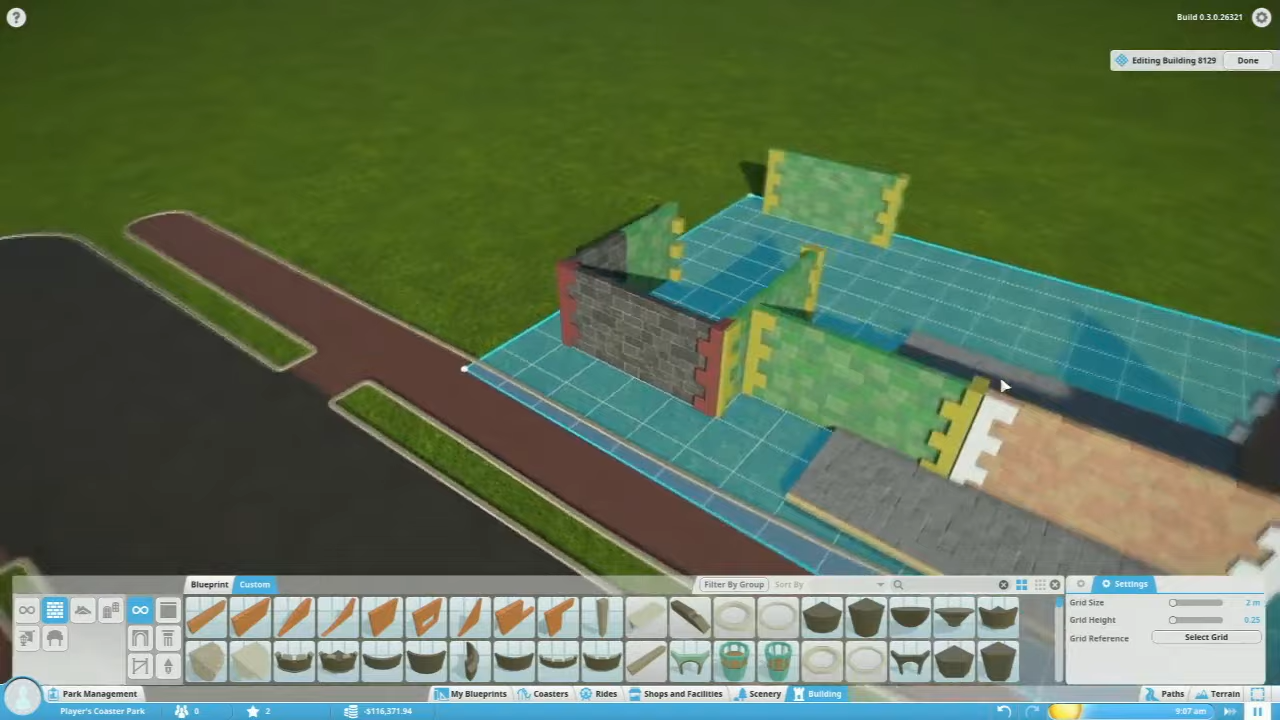 ?
Build 0.3.0.26321
Editing Building 8129 Done
Blueprint Custom Filter By Group Sort By Settings
Grid Size 2 m
Grid Height 0.25
Grid Reference Select Grid
Park Management My Blueprints Coasters Rides Shops and Facilities Scenery Building Paths Terrain
Player's Coaster Park 0 2 -$116,371.94 9:07 am